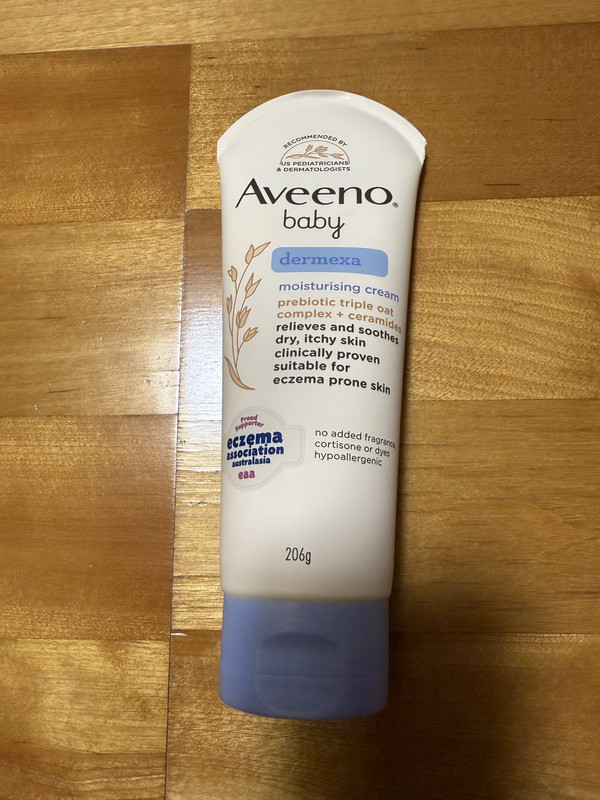 RECOMMENDED BY
US PEDIATRICIANS
& DERMATOLOGISTS
Aveeno®
baby
dermexa
moisturising cream
prebiotic triple oat
complex + ceramides
relieves and soothes
dry, itchy skin
clinically proven
suitable for
eczema prone skin
Proud
Supporter
eczema
association
australasia
eaa
no added fragrance,
cortisone or dyes
hypoallergenic
206g